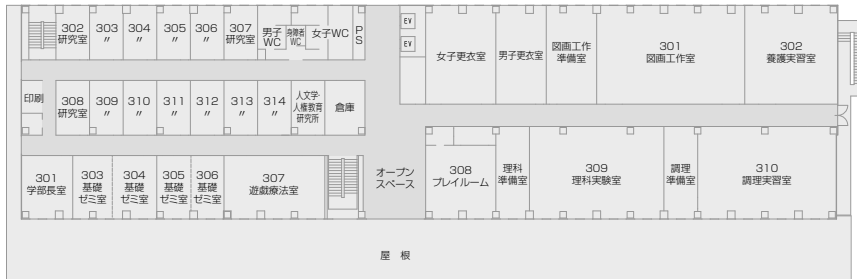 302
研究室
303
〃
304
〃
305
〃
306
〃
307
研究室
男子
WC
身障者
WC
女子WC
P
S
EV
EV
女子更衣室
男子更衣室
図画工作
準備室
301
図画工作室
302
養護実習室
印刷
308
研究室
309
〃
310
〃
311
〃
312
〃
313
〃
314
〃
人文学・
人権教育
研究所
倉庫
301
学部長室
303
基礎
ゼミ室
304
基礎
ゼミ室
305
基礎
ゼミ室
306
基礎
ゼミ室
307
遊戯療法室
オープン
スペース
308
プレイルーム
理科
準備室
309
理科実験室
調理
準備室
310
調理実習室
屋 根